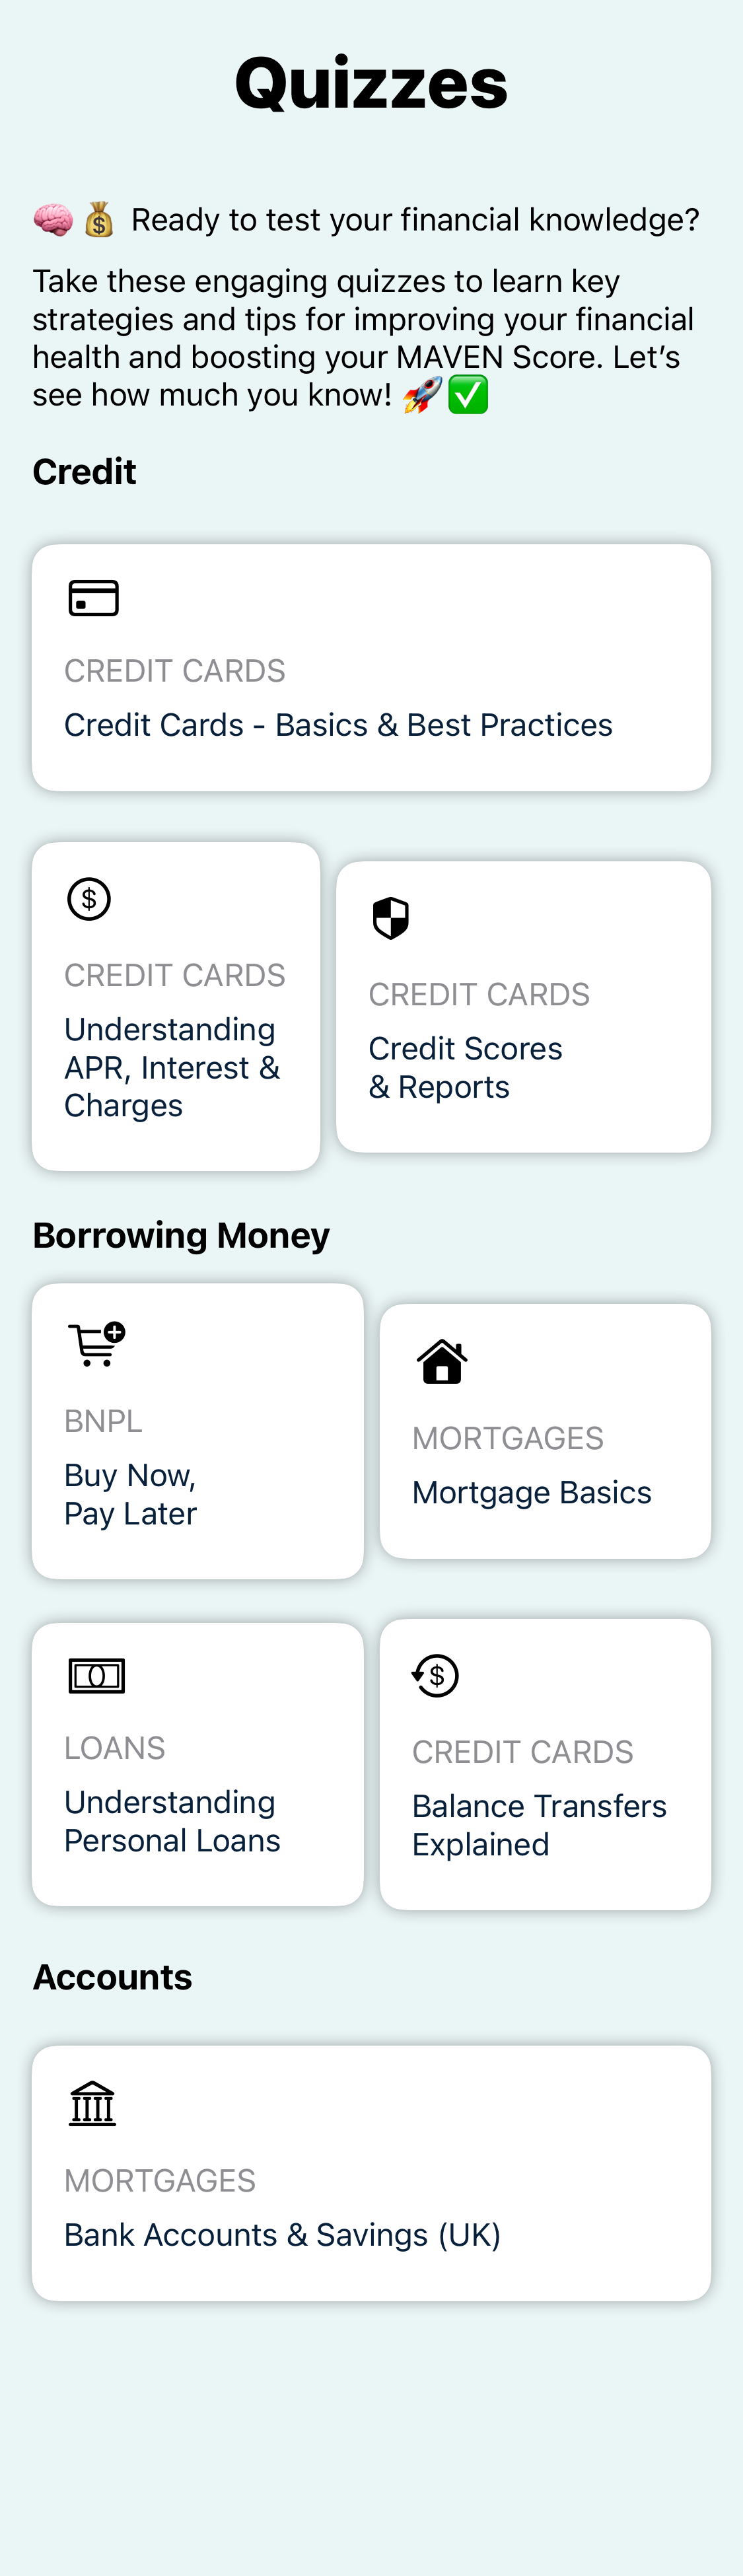 Quizzes
🧠💰 Ready to test your financial knowledge?
Take these engaging quizzes to learn key
strategies and tips for improving your financial
health and boosting your MAVEN Score. Let’s
see how much you know! 🚀✅
Credit
CREDIT CARDS
Credit Cards - Basics & Best Practices
CREDIT CARDS
Understanding
APR, Interest &
Charges
CREDIT CARDS
Credit Scores
& Reports
Borrowing Money
BNPL
Buy Now,
Pay Later
MORTGAGES
Mortgage Basics
LOANS
Understanding
Personal Loans
CREDIT CARDS
Balance Transfers
Explained
Accounts
MORTGAGES
Bank Accounts & Savings (UK)